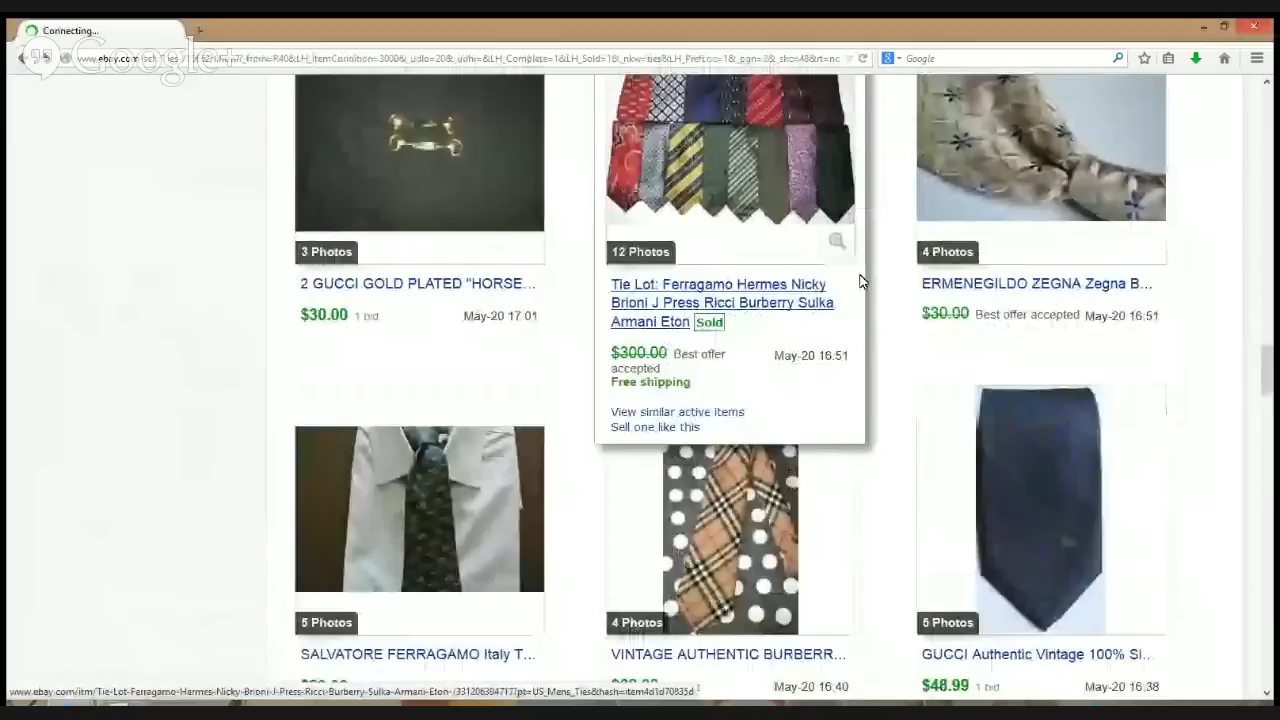 Connecting...
Google+
Google
3 Photos
12 Photos
4 Photos
2 GUCCI GOLD PLATED "HORSE...
$30.00 1 bid May-20 17:01
Tie Lot: Ferragamo Hermes Nicky
Brioni J Press Ricci Burberry Sulka
Armani Eton Sold
$300.00 Best offer
accepted
May-20 16:51
Free shipping
View similar active items
Sell one like this
ERMENEGILDO ZEGNA Zegna B...
$30.00 Best offer accepted May-20 16:51
5 Photos
4 Photos
5 Photos
SALVATORE FERRAGAMO Italy T...
VINTAGE AUTHENTIC BURBERR...
May-20 16:40
GUCCI Authentic Vintage 100% Si...
$48.99 1 bid May-20 16:38